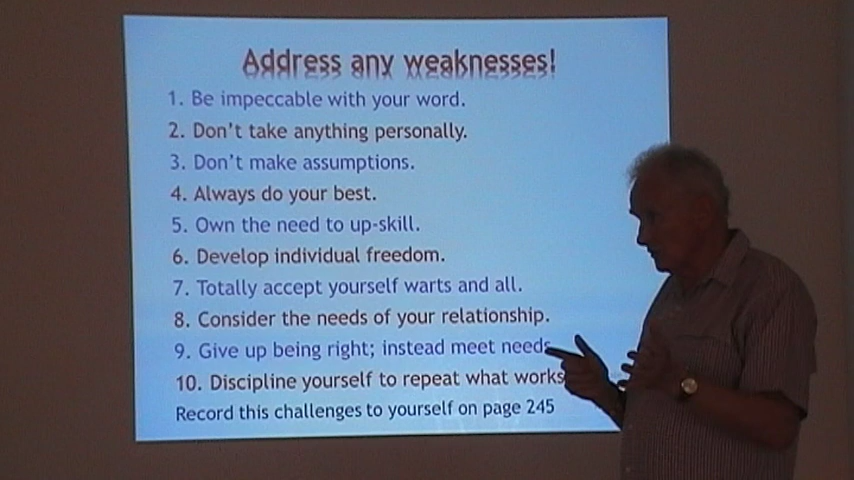 Address any weaknesses!
1. Be impeccable with your word.
2. Don't take anything personally.
3. Don't make assumptions.
4. Always do your best.
5. Own the need to up-skill.
6. Develop individual freedom.
7. Totally accept yourself warts and all.
8. Consider the needs of your relationship.
9. Give up being right; instead meet needs
10. Discipline yourself to repeat what works
Record this challenges to yourself on page 245